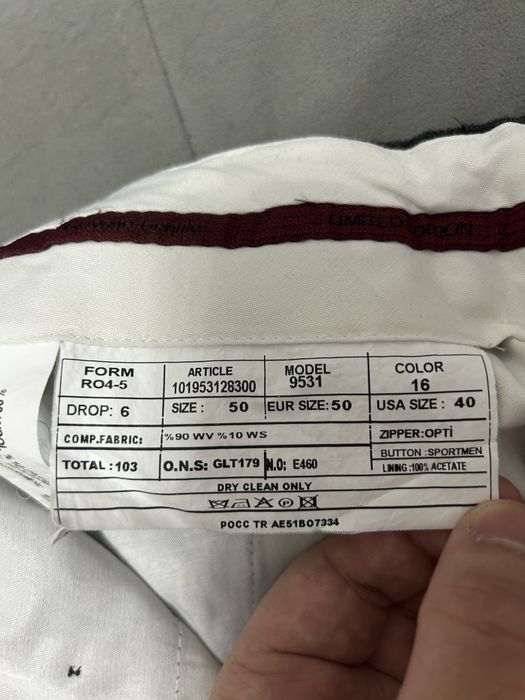 LIMITED EDITION
FORM
RO4-5
ARTICLE
101953128300
MODEL
9531
COLOR
16
DROP: 6
SIZE : 50
EUR SIZE: 50
USA SIZE : 40
COMP.FABRIC:
%90 WV %10 WS
ZIPPER:OPTİ
BUTTON :SPORTMEN
TOTAL :103
O.N.S: GLT179
N.O: E460
LINING :100% ACETATE
DRY CLEAN ONLY
POCC TR AE51BO7334